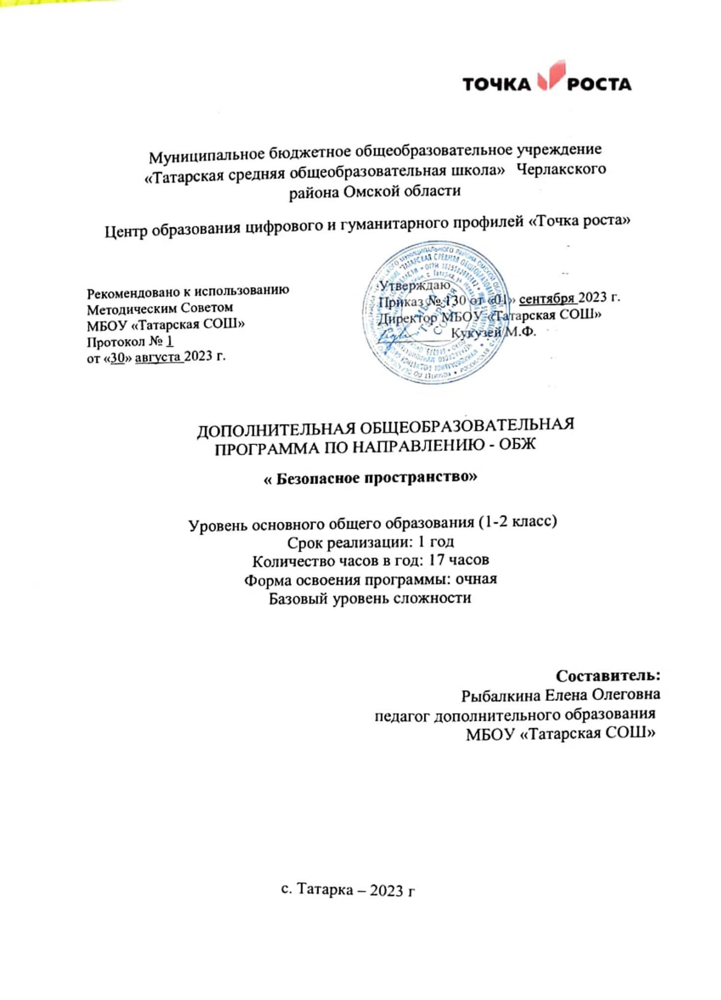 ТОЧКА РОСТА
Муниципальное бюджетное общеобразовательное учреждение
«Татарская средняя общеобразовательная школа» Черлакского
района Омской области
Центр образования цифрового и гуманитарного профилей «Точка роста»
Рекомендовано к использованию
Методическим Советом
МБОУ «Татарская СОШ»
Протокол № 1
от «30» августа 2023 г.
Утверждаю
Приказ № 130 от «01» сентября 2023 г.
Директор МБОУ «Татарская СОШ»
Кукузей М.Ф.
МБОУ
"Татарская
СОШ"
ДОПОЛНИТЕЛЬНАЯ ОБЩЕОБРАЗОВАТЕЛЬНАЯ
ПРОГРАММА ПО НАПРАВЛЕНИЮ - ОБЖ
« Безопасное пространство»
Уровень основного общего образования (1-2 класс)
Срок реализации: 1 год
Количество часов в год: 17 часов
Форма освоения программы: очная
Базовый уровень сложности
Составитель:
Рыбалкина Елена Олеговна
педагог дополнительного образования
МБОУ «Татарская СОШ»
с. Татарка – 2023 г